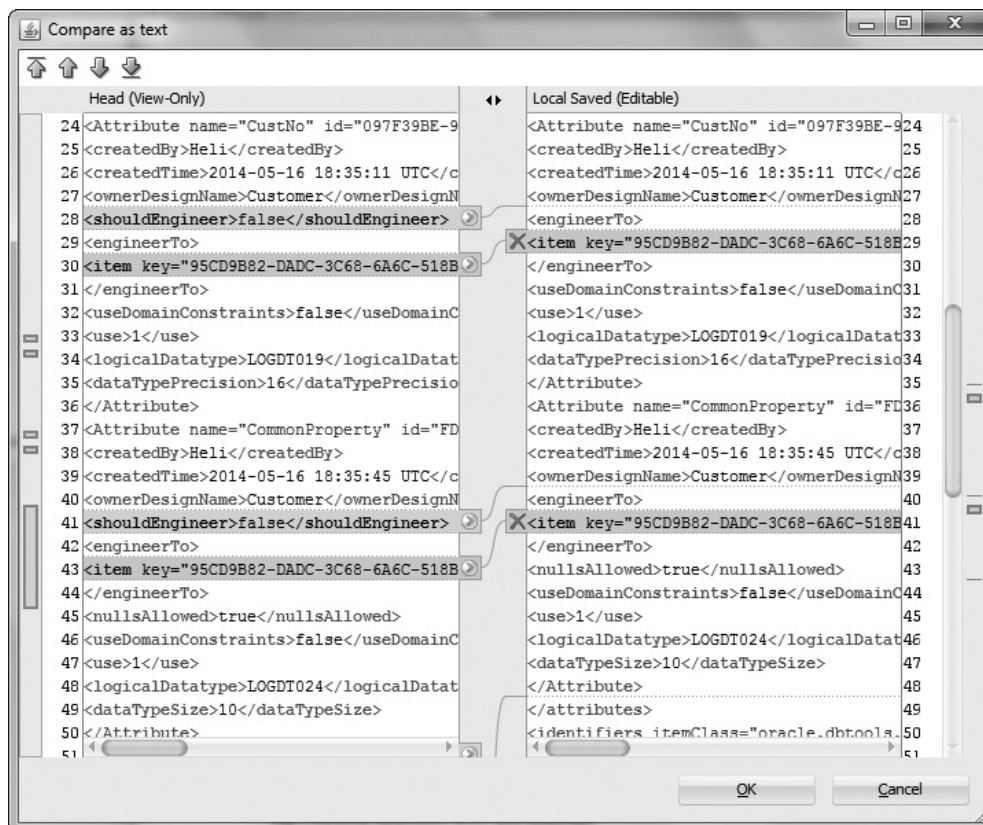 Compare as text
Head (View-Only)
Local Saved (Editable)
24 <Attribute name="CustNo" id="097F39BE-9
25 <createdBy>Heli</createdBy>
26 <createdTime>2014-05-16 18:35:11 UTC</c
27 <ownerDesignName>Customer</ownerDesignN
28 <shouldEngineer>false</shouldEngineer>
29 <engineerTo>
30 <item key="95CD9B82-DADC-3C68-6A6C-518B
31 </engineerTo>
32 <useDomainConstraints>false</useDomainC
33 <use>1</use>
34 <logicalDatatype>LOGDT019</logicalDatat
35 <dataTypePrecision>16</dataTypePrecisio
36 </Attribute>
37 <Attribute name="CommonProperty" id="FD
38 <createdBy>Heli</createdBy>
39 <createdTime>2014-05-16 18:35:45 UTC</c
40 <ownerDesignName>Customer</ownerDesignN
41 <shouldEngineer>false</shouldEngineer>
42 <engineerTo>
43 <item key="95CD9B82-DADC-3C68-6A6C-518B
44 </engineerTo>
45 <nullsAllowed>true</nullsAllowed>
46 <useDomainConstraints>false</useDomainC
47 <use>1</use>
48 <logicalDatatype>LOGDT024</logicalDatat
49 <dataTypeSize>10</dataTypeSize>
50 </Attribute>
51
<Attribute name="CustNo" id="097F39BE-9 24
<createdBy>Heli</createdBy> 25
<createdTime>2014-05-16 18:35:11 UTC</c 26
<ownerDesignName>Customer</ownerDesignN 27
<engineerTo> 28
<item key="95CD9B82-DADC-3C68-6A6C-518B 29
</engineerTo> 30
<useDomainConstraints>false</useDomainC 31
<use>1</use> 32
<logicalDatatype>LOGDT019</logicalDatat 33
<dataTypePrecision>16</dataTypePrecisio 34
</Attribute> 35
<Attribute name="CommonProperty" id="FD 36
<createdBy>Heli</createdBy> 37
<createdTime>2014-05-16 18:35:45 UTC</c 38
<ownerDesignName>Customer</ownerDesignN 39
<engineerTo> 40
<item key="95CD9B82-DADC-3C68-6A6C-518B 41
</engineerTo> 42
<nullsAllowed>true</nullsAllowed> 43
<useDomainConstraints>false</useDomainC 44
<use>1</use> 45
<logicalDatatype>LOGDT024</logicalDatat 46
<dataTypeSize>10</dataTypeSize> 47
</Attribute> 48
</attributes> 49
<identifiers itemClass="oracle.dbtools. 50
51
OK
Cancel